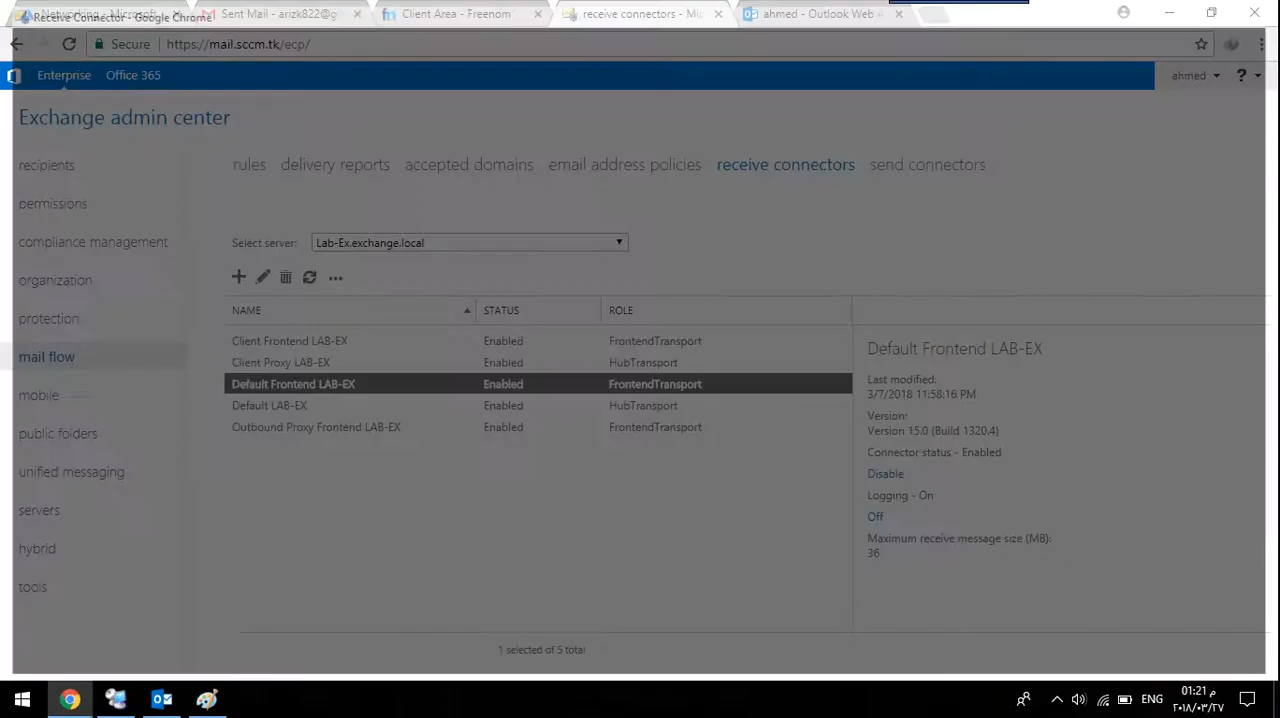 Receive Connector - Google Chrome
Sent Mail - arizk822@g
Client Area - Freenom
receive connectors - Mi
ahmed - Outlook Web
Secure
https://mail.sccm.tk/ecp/
Enterprise
Office 365
ahmed
?
Exchange admin center
recipients
permissions
compliance management
organization
protection
mail flow
mobile
public folders
unified messaging
servers
hybrid
tools
rules
delivery reports
accepted domains
email address policies
receive connectors
send connectors
Select server:
Lab-Ex.exchange.local
NAME STATUS ROLE
Client Frontend LAB-EX Enabled FrontendTransport
Client Proxy LAB-EX Enabled HubTransport
Default Frontend LAB-EX Enabled FrontendTransport
Default LAB-EX Enabled HubTransport
Outbound Proxy Frontend LAB-EX Enabled FrontendTransport
1 selected of 5 total
Default Frontend LAB-EX
Last modified:
3/7/2018 11:58:16 PM
Version:
Version 15.0 (Build 1320.4)
Connector status - Enabled
Disable
Logging - On
Off
Maximum receive message size (MB):
36
ENG
01:21 م
٢٠١٨/٠٣/٢٧